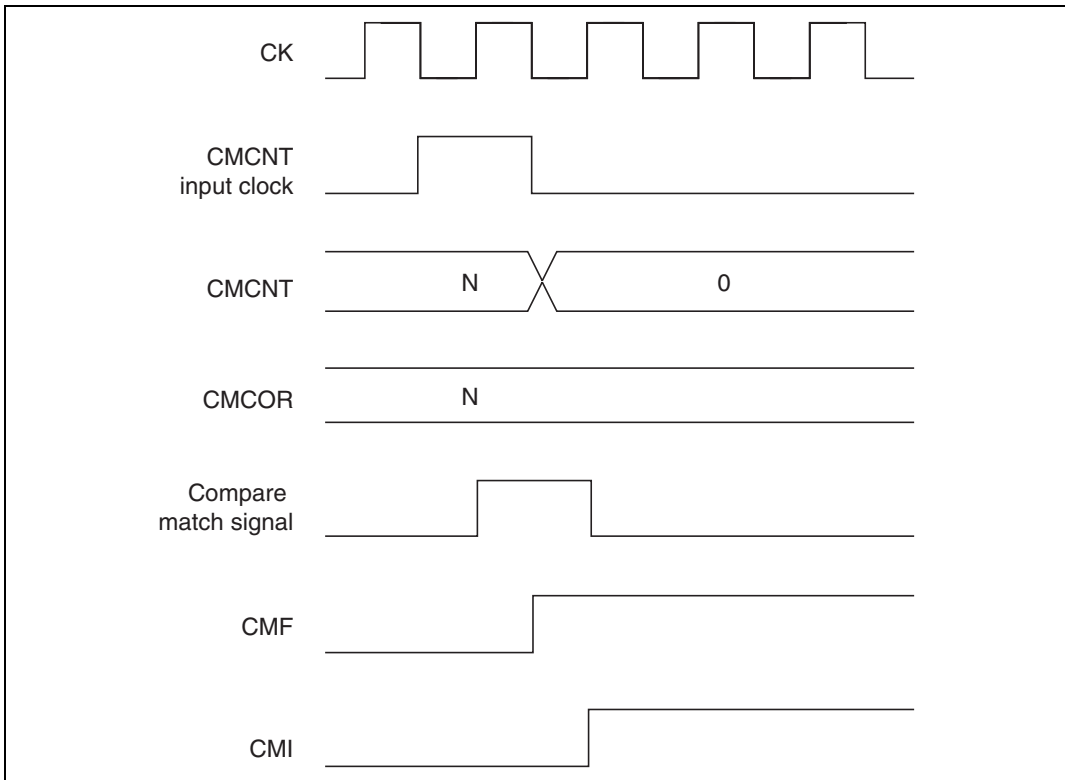 CK
CMCNT
input clock
CMCNT
N
0
CMCOR
N
Compare
match signal
CMF
CMI